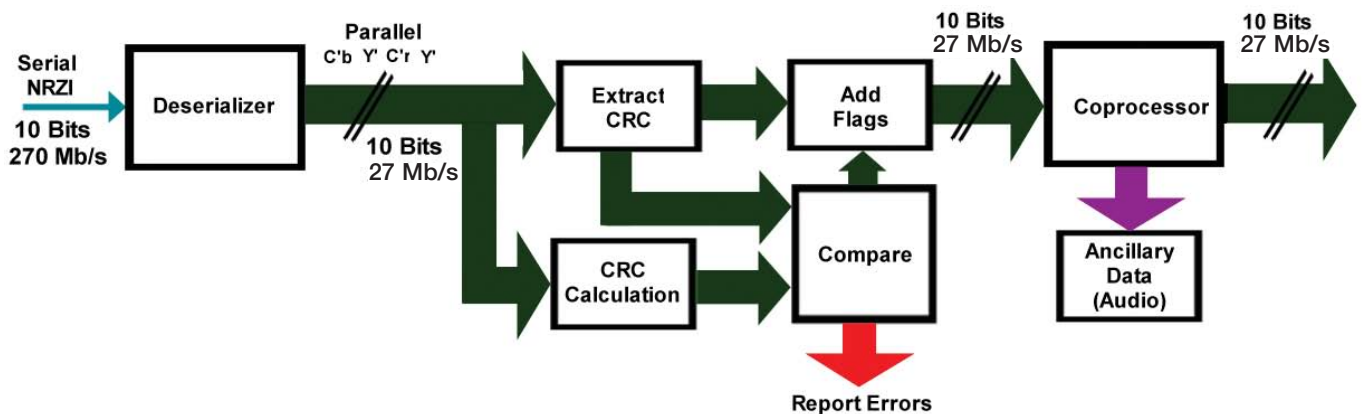 Serial
NRZI
10 Bits
270 Mb/s
Deserializer
Parallel
C'b Y' C'r Y'
10 Bits
27 Mb/s
Extract
CRC
CRC
Calculation
Add
Flags
Compare
Report Errors
10 Bits
27 Mb/s
Coprocessor
Ancillary
Data
(Audio)
10 Bits
27 Mb/s